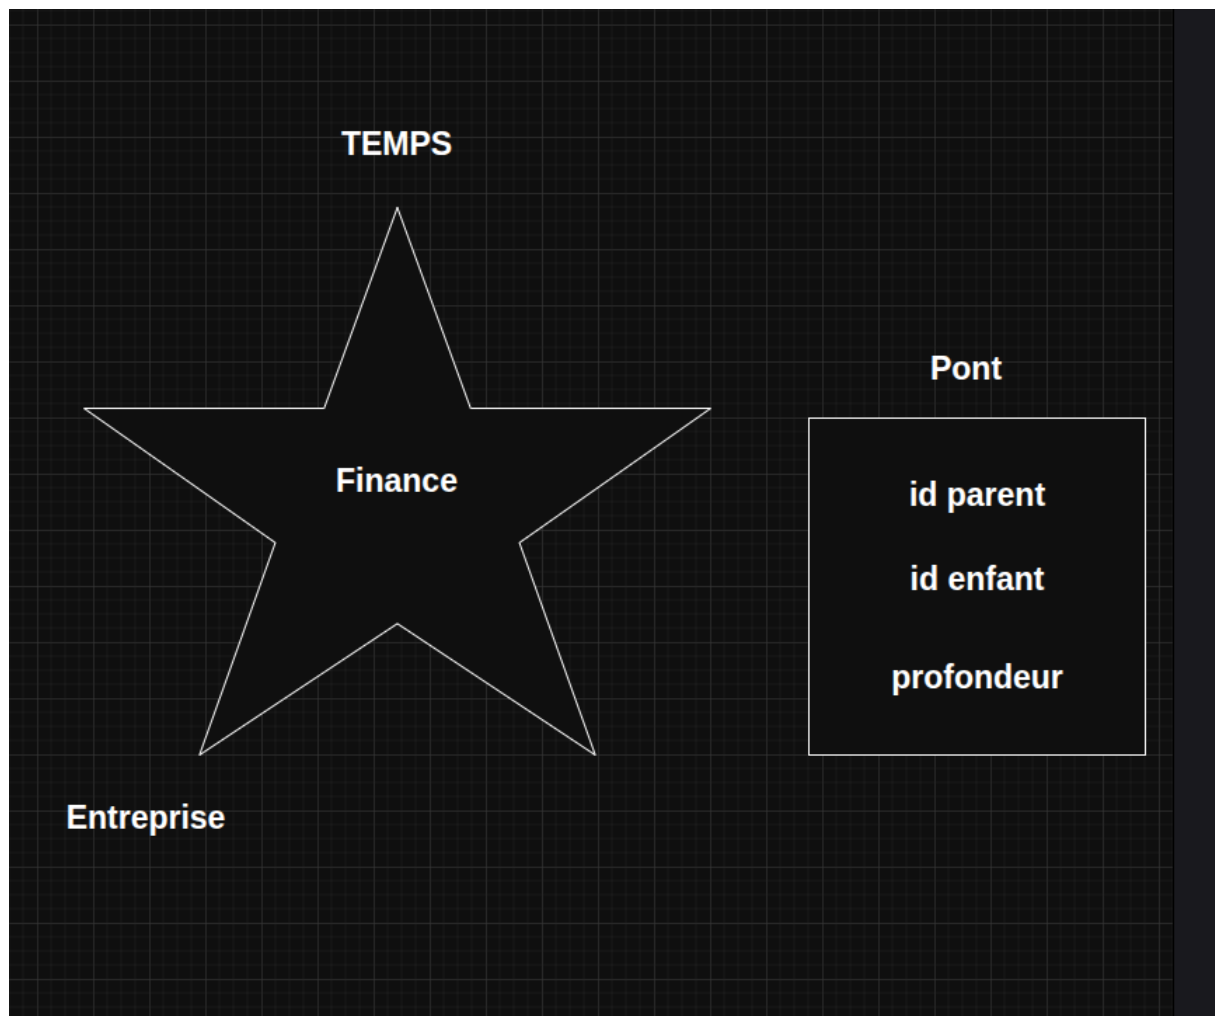 TEMPS
Finance
Entreprise
Pont
id parent
id enfant
profondeur